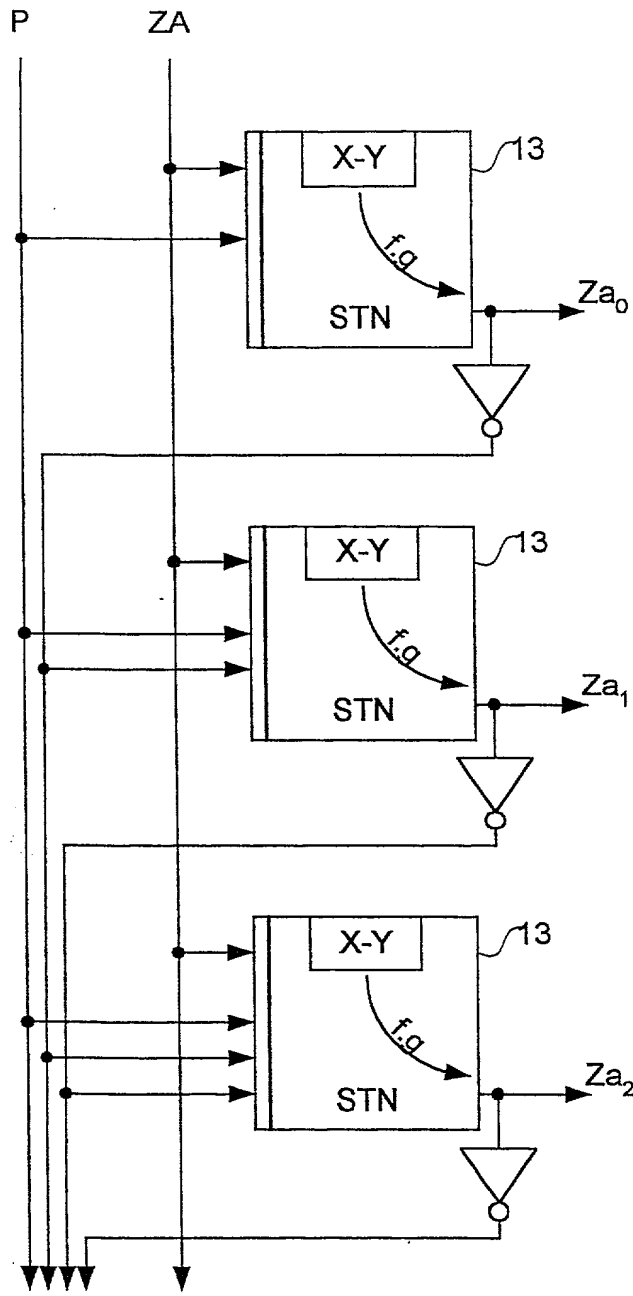 P ZA
X-Y
13
f.g
STN
Za₀
X-Y
13
f.g
STN
Za₁
X-Y
13
f.g
STN
Za₂